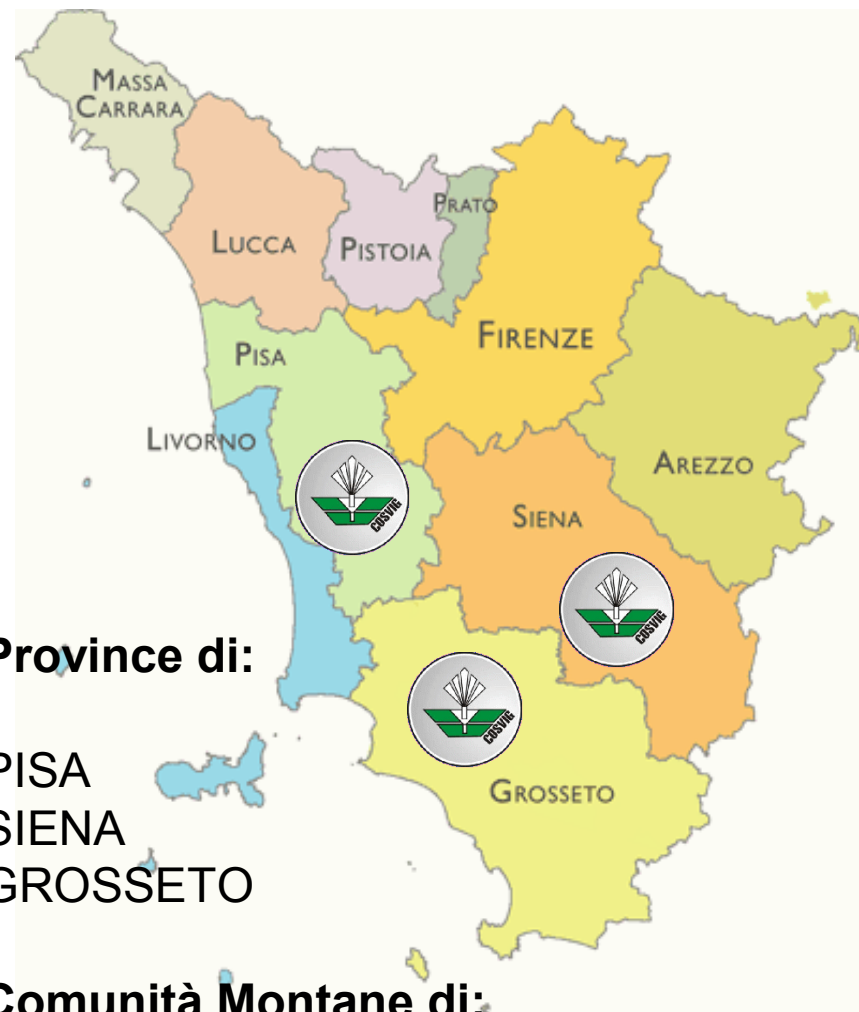 MASSA
CARRARA
LUCCA
PISTOIA
PRATO
FIRENZE
PISA
LIVORNO
AREZZO
SIENA
COSVIG
COSVIG
Province di:
COSVIG
PISA
GROSSETO
SIENA
GROSSETO
Comunità Montane di: